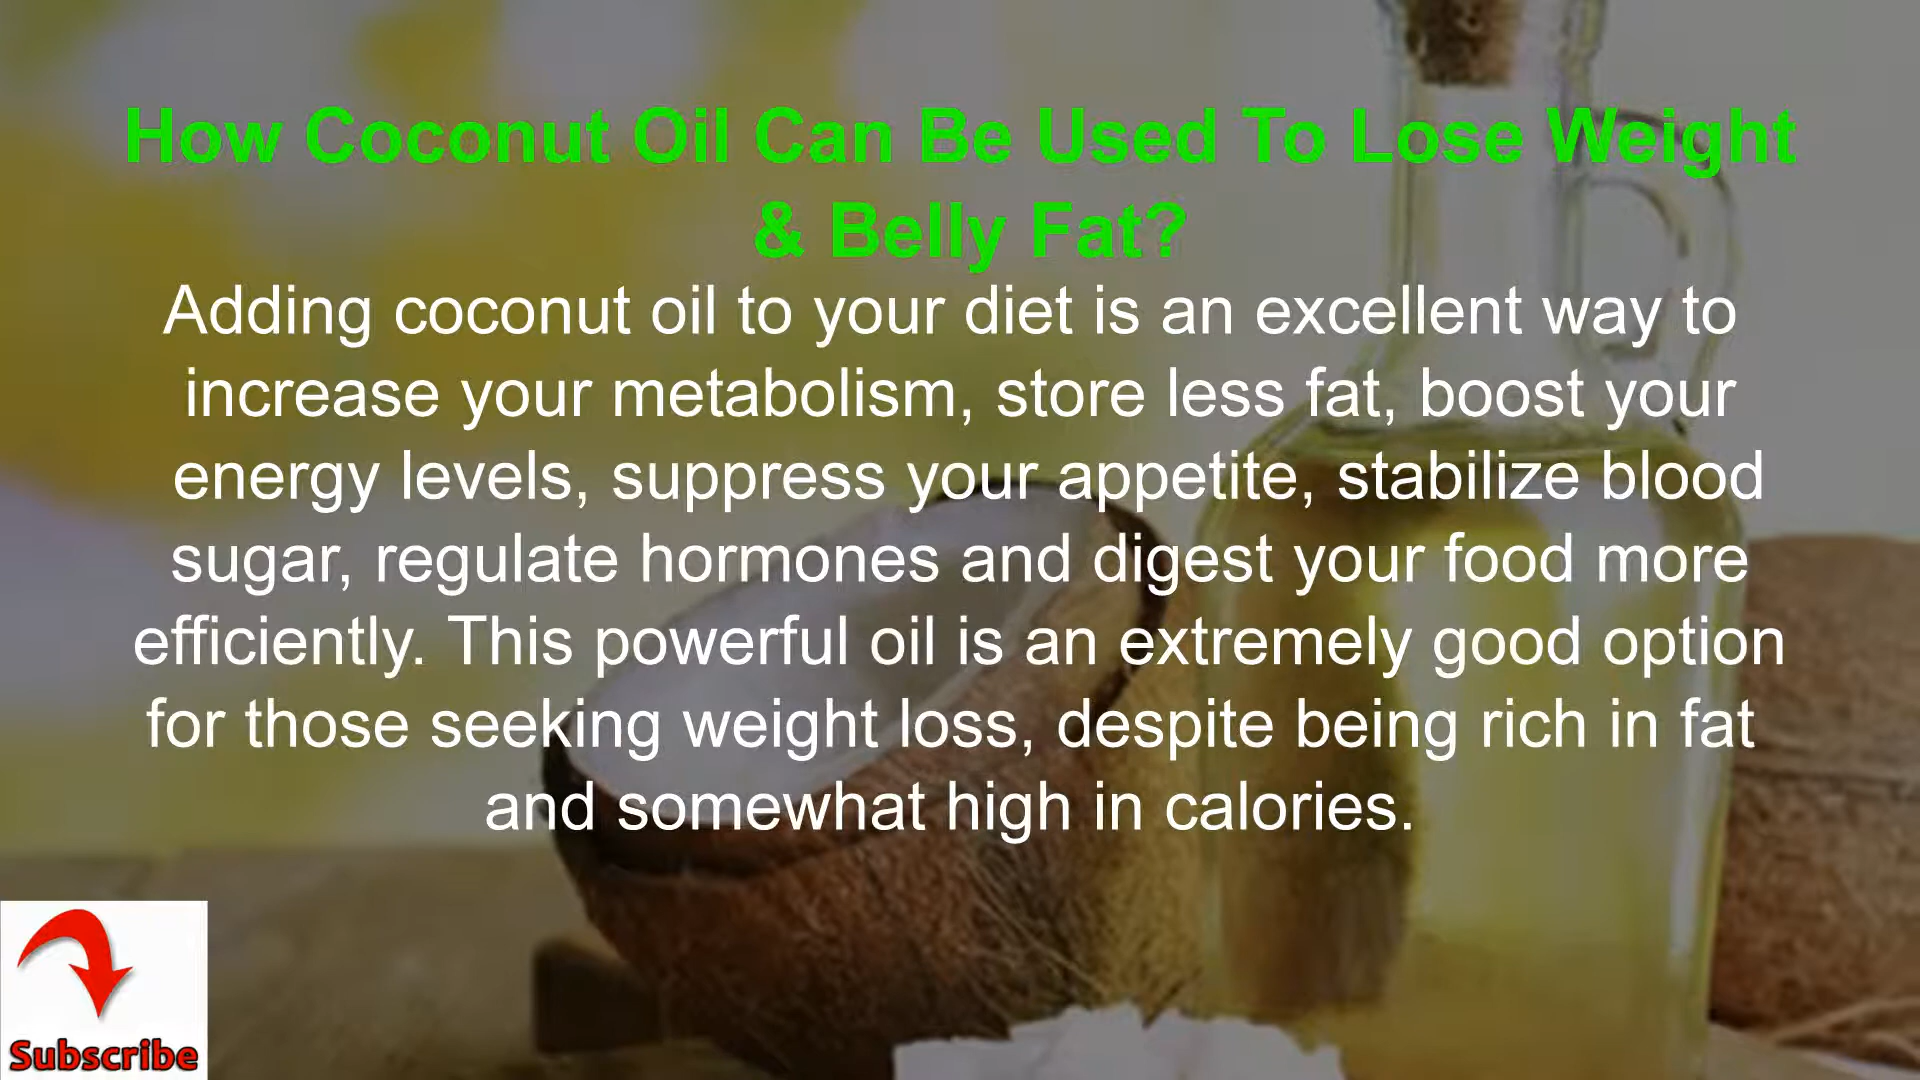 How Coconut Oil Can Be Used To Lose Weight
& Belly Fat?
Adding coconut oil to your diet is an excellent way to
increase your metabolism, store less fat, boost your
energy levels, suppress your appetite, stabilize blood
sugar, regulate hormones and digest your food more
efficiently. This powerful oil is an extremely good option
for those seeking weight loss, despite being rich in fat
and somewhat high in calories.
Subscribe